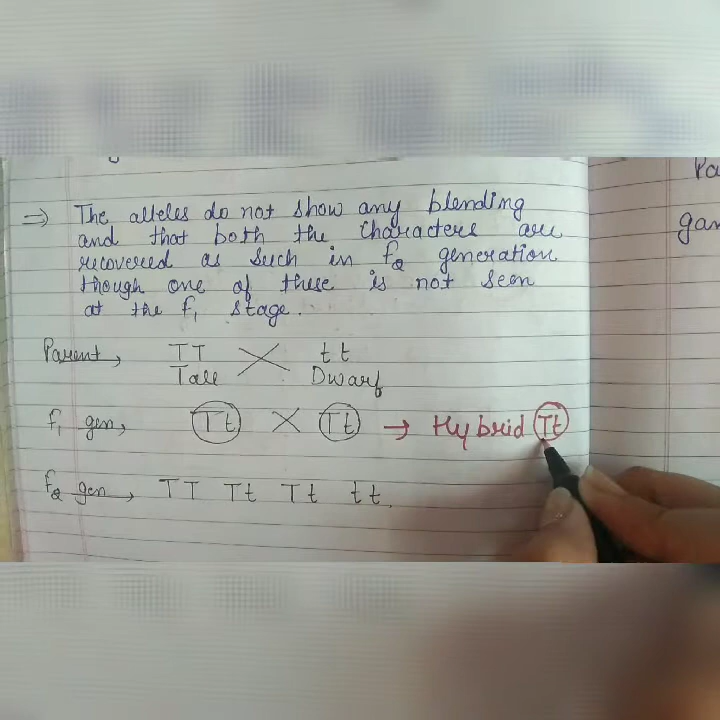 ⇒ The alleles do not show any blending
and that both the characters are
recovered as such in f2 generation
though one of these is not seen
at the f1 stage.
Parent, TT X tt
Tall Dwarf
f1 gen, Tt X Tt → Hybrid Tt
f2 gen, TT Tt Tt tt.
gam